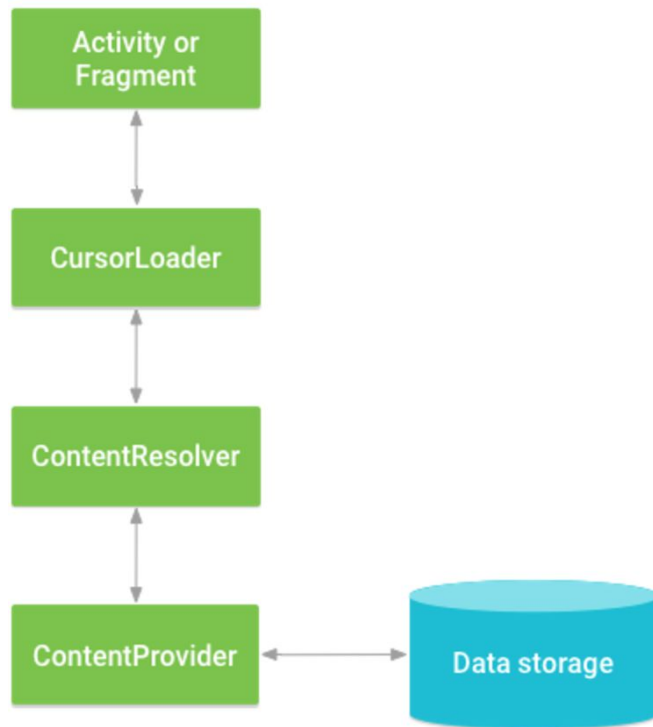 Activity or
Fragment
CursorLoader
ContentResolver
ContentProvider
Data storage